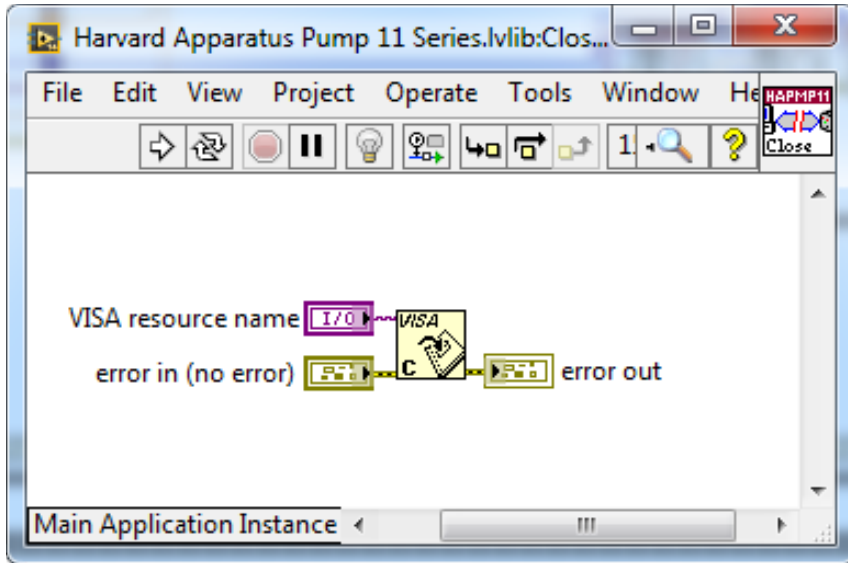 Harvard Apparatus Pump 11 Series.lvlib:Clos...
File Edit View Project Operate Tools Window He
HAPMP11
Close
VISA resource name I/O VISA
error in (no error) C error out
Main Application Instance